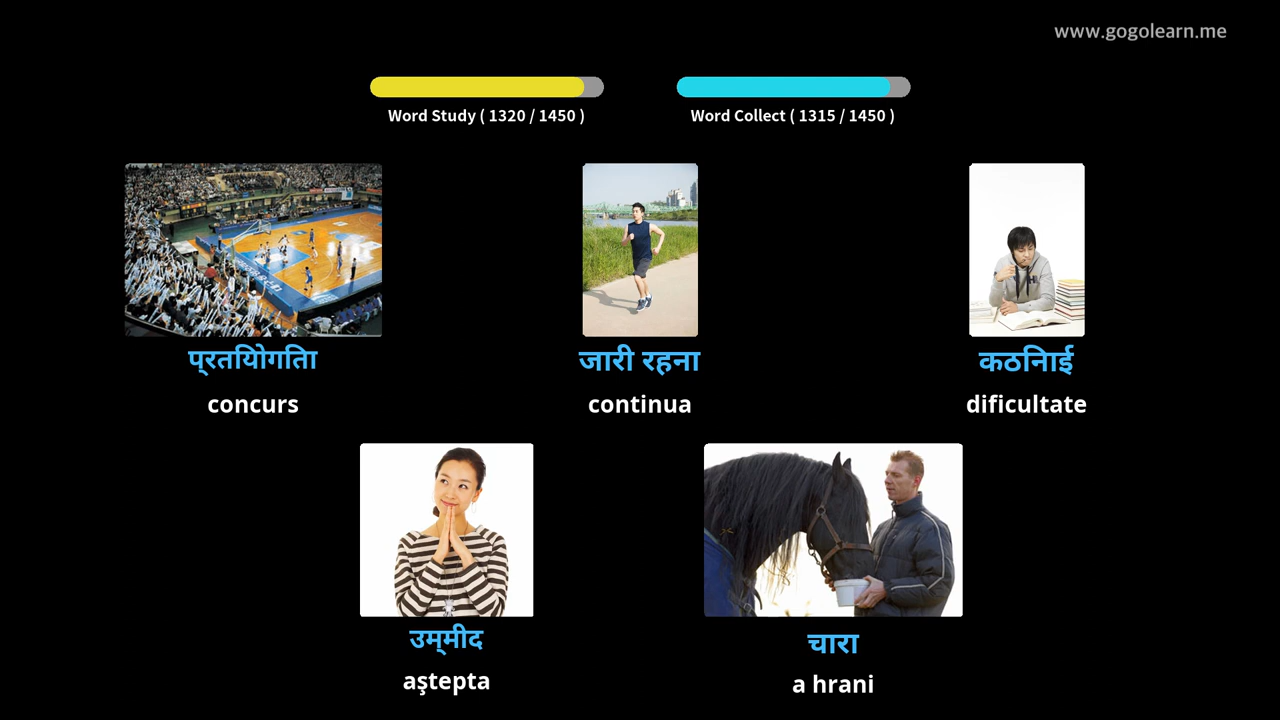 www.gogolearn.me
Word Study ( 1320 / 1450 )
Word Collect ( 1315 / 1450 )
प्रतियोगिता
जारी रहना
कठिनाई
concurs
continua
dificultate
उम्मीद
चारा
aştepta
a hrani